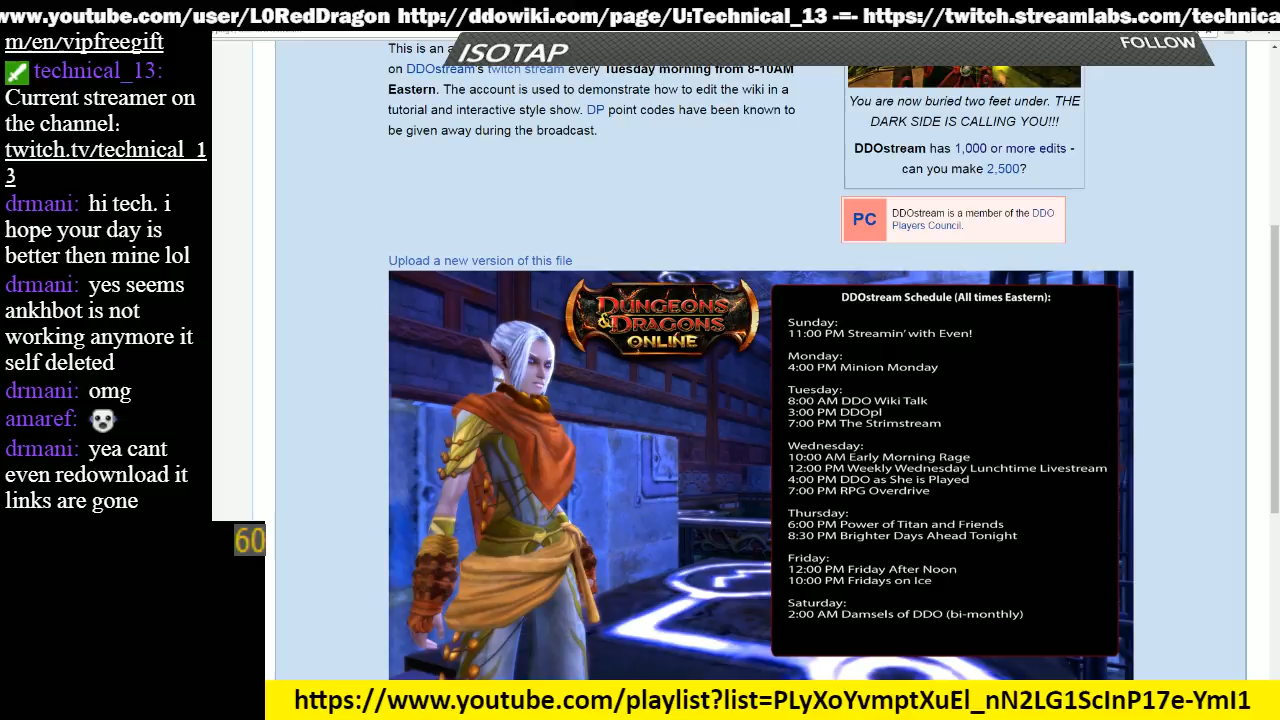 www.youtube.com/user/L0RedDragon http://ddowiki.com/page/U:Technical_13 -=- https://twitch.streamlabs.com/technica
m/en/vipfreegift
technical_13:
Current streamer on
the channel:
twitch.tv/technical_1
3
drmani: hi tech. i
hope your day is
better then mine lol
drmani: yes seems
ankhbot is not
working anymore it
self deleted
drmani: omg
amaref:
drmani: yea cant
even redownload it
links are gone
60
ISOTAP
FOLLOW
This is an a
on DDOstream's twitch stream every Tuesday morning from 8-10AM
Eastern. The account is used to demonstrate how to edit the wiki in a
tutorial and interactive style show. DP point codes have been known to
be given away during the broadcast.
You are now buried two feet under. THE
DARK SIDE IS CALLING YOU!!!
DDOstream has 1,000 or more edits -
can you make 2,500?
PC
DDOstream is a member of the DDO
Players Council.
Upload a new version of this file
DUNGEONS
& DRAGONS
ONLINE
DDOstream Schedule (All times Eastern):
Sunday:
11:00 PM Streamin' with Even!
Monday:
4:00 PM Minion Monday
Tuesday:
8:00 AM DDO Wiki Talk
3:00 PM DDOpl
7:00 PM The Strimstream
Wednesday:
10:00 AM Early Morning Rage
12:00 PM Weekly Wednesday Lunchtime Livestream
4:00 PM DDO as She is Played
7:00 PM RPG Overdrive
Thursday:
6:00 PM Power of Titan and Friends
8:30 PM Brighter Days Ahead Tonight
Friday:
12:00 PM Friday After Noon
10:00 PM Fridays on Ice
Saturday:
2:00 AM Damsels of DDO (bi-monthly)
https://www.youtube.com/playlist?list=PLyXoYvmptXuEl_nN2LG1ScInP17e-YmI1